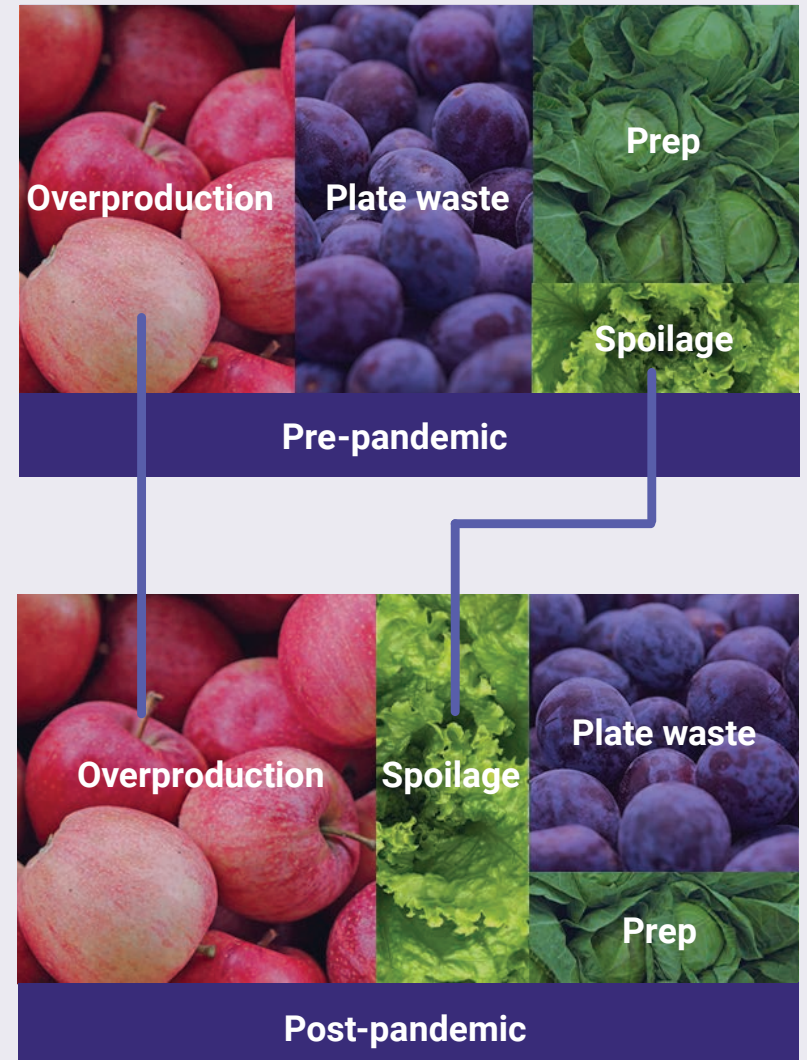 Overproduction
Plate waste
Prep
Spoilage
Pre-pandemic
Overproduction
Spoilage
Plate waste
Prep
Post-pandemic